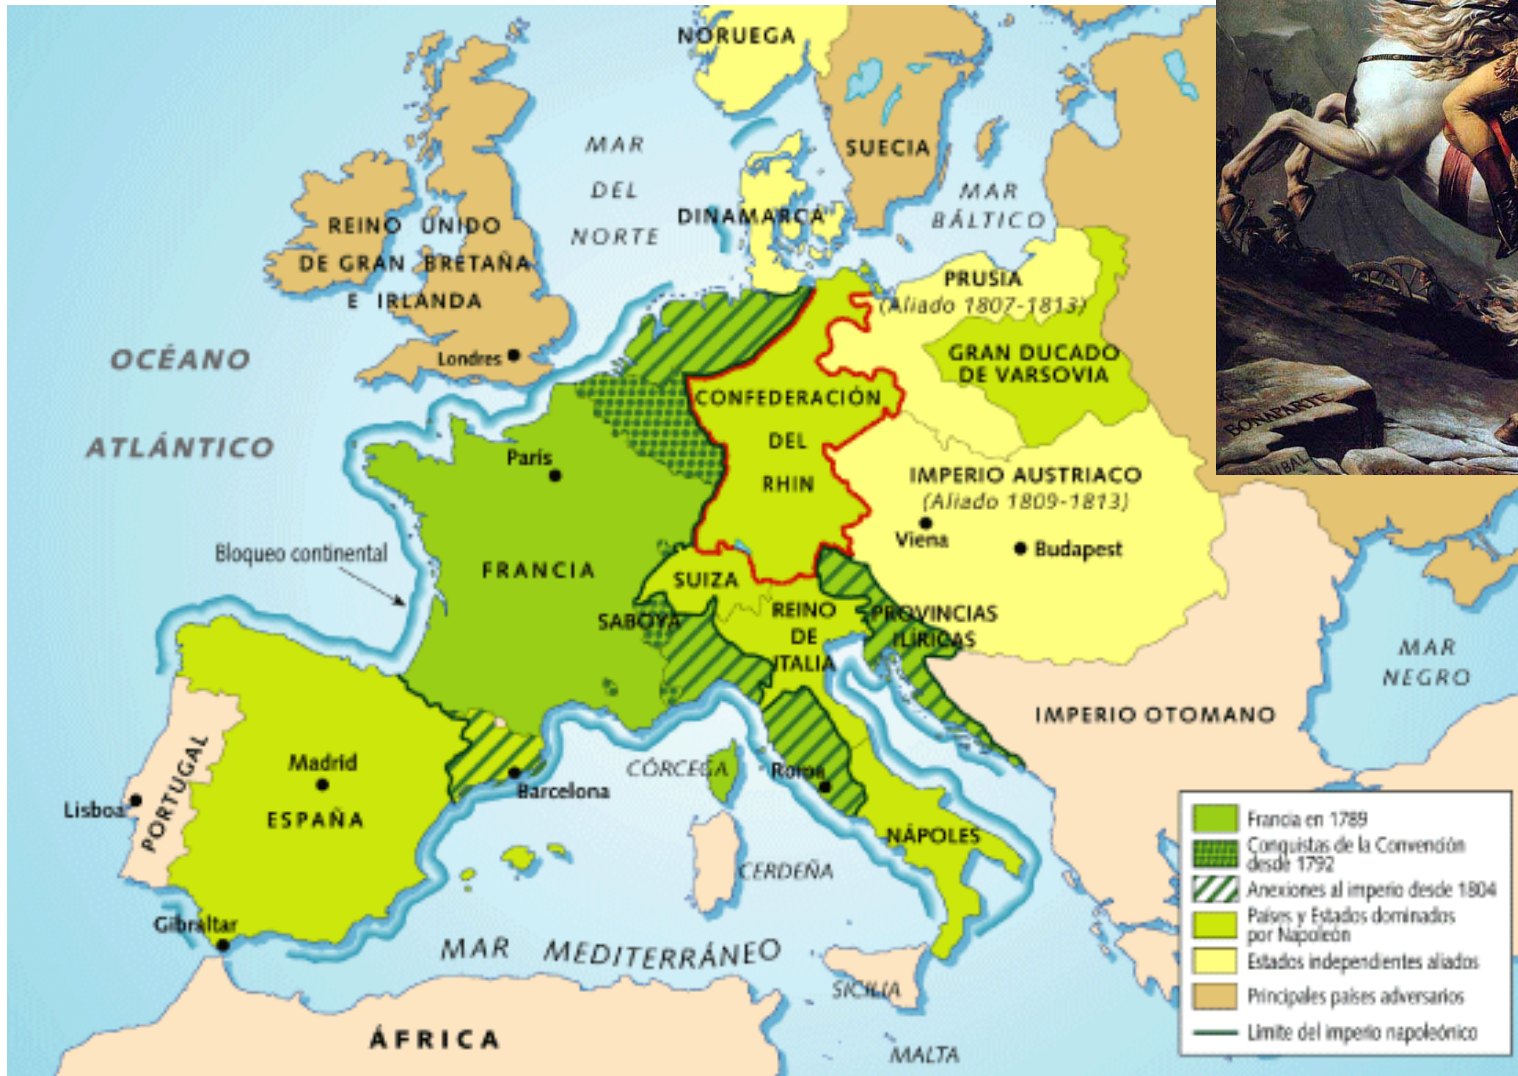 NORUEGA
SUECIA
MAR
DEL
NORTE
MAR
BÁLTICO
DINAMARCA
REINO UNIDO
DE GRAN BRETAÑA
E IRLANDA
Londres
OCÉANO
ATLÁNTICO
PRUSIA
(Aliado 1807-1813)
GRAN DUCADO
DE VARSOVIA
CONFEDERACIÓN
DEL
RHIN
París
IMPERIO AUSTRIACO
(Aliado 1809-1813)
Viena
Budapest
BONAPARTE
Bloqueo continental
FRANCIA
SUIZA
SABOYA
REINO
DE
ITALIA
PROVINCIAS
ILÍRICAS
MAR
NEGRO
IMPERIO OTOMANO
Madrid
ESPAÑA
PORTUGAL
Lisboa
Barcelona
CÓRCEGA
Roma
NÁPOLES
CERDEÑA
Gibraltar
MAR MEDITERRÁNEO
SICILIA
MALTA
ÁFRICA
Francia en 1789
Conquistas de la Convención
desde 1792
Anexiones al imperio desde 1804
Países y Estados dominados
por Napoleón
Estados independientes aliados
Principales países adversarios
Límite del imperio napoleónico